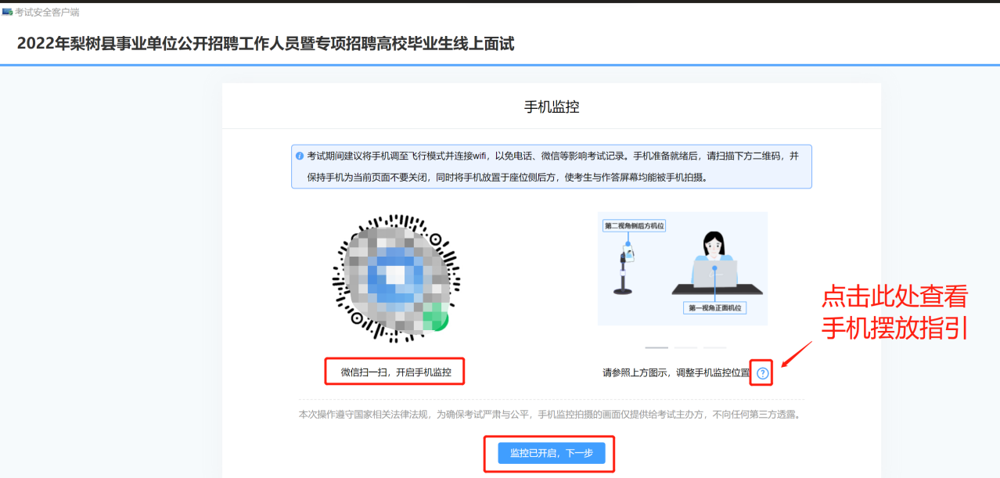 考试安全客户端
2022年梨树县事业单位公开招聘工作人员暨专项招聘高校毕业生线上面试
手机监控
考试期间建议将手机调至飞行模式并连接wifi，以免电话、微信等影响考试记录。手机准备就绪后，请扫描下方二维码，并
保持手机为当前页面不要关闭，同时将手机放置于座位侧后方，使考生与作答屏幕均能被手机拍摄。
第二视角侧后方机位
第一视角正面机位
点击此处查看
手机摆放指引
微信扫一扫，开启手机监控
请参照上方图示，调整手机监控位置
本次操作遵守国家相关法律法规，为确保考试严肃与公平，手机监控拍摄的画面仅提供给考试主办方，不向任何第三方透露。
监控已开启，下一步